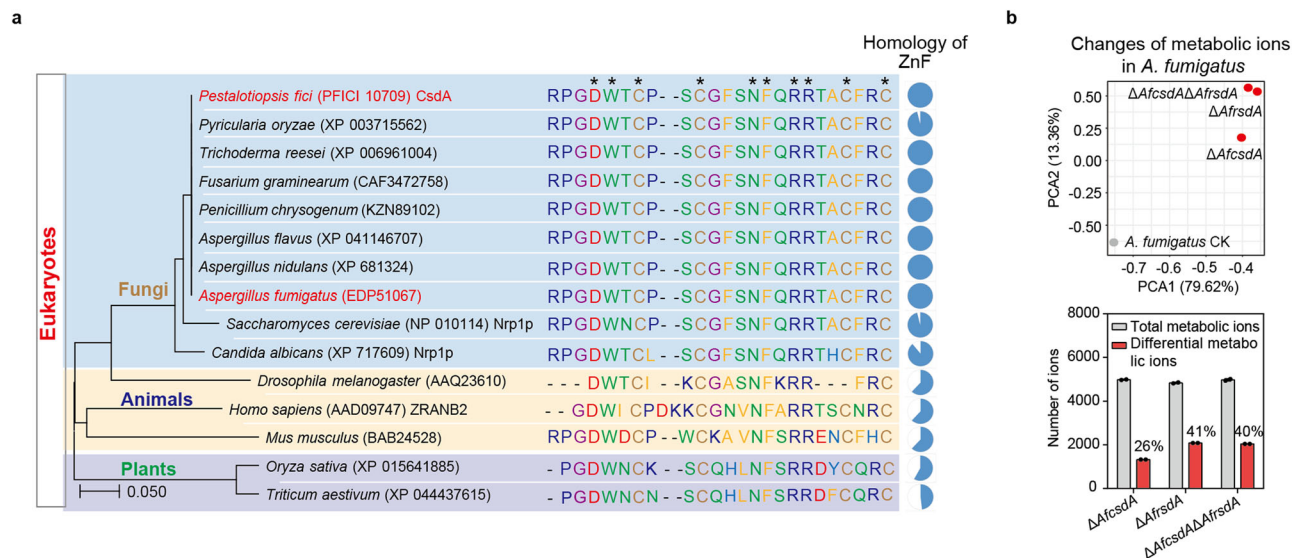 a
Homology of
ZnF
* * * * * * * * * *
Eukaryotes
Fungi
Pestalotiopsis fici (PFICI 10709) CsdA RPGDWTCP--SCGFSNFQRRTACFRC
Pyricularia oryzae (XP 003715562) RPGDWTCP--SCGFSNFQRRTACFRC
Trichoderma reesei (XP 006961004) RPGDWTCP--SCGFSNFQRRTACFRC
Fusarium graminearum (CAF3472758) RPGDWTCP--SCGFSNFQRRTACFRC
Penicillium chrysogenum (KZN89102) RPGDWTCP--SCGFSNFQRRTACFRC
Aspergillus flavus (XP 041146707) RPGDWTCP--SCGFSNFQRRTACFRC
Aspergillus nidulans (XP 681324) RPGDWTCP--SCGFSNFQRRTACFRC
Aspergillus fumigatus (EDP51067) RPGDWTCP--SCGFSNFQRRTACFRC
Saccharomyces cerevisiae (NP 010114) Nrp1p RPGDWNCP--SCGFSNFQRRTACFRC
Candida albicans (XP 717609) Nrp1p RPGDWTCL--SCGFSNFQRRTHCFRC
Animals
Drosophila melanogaster (AAQ23610) ---DWTCI--KCGASNFKRR---FRC
Homo sapiens (AAD09747) ZRANB2 --GDWICPDKKCGNVNFARRTSCNRC
Mus musculus (BAB24528) RPGDWDCP--WCKAVNFSRRENCFHC
Plants
Oryza sativa (XP 015641885) -PGDWNCK--SCQHLNFSRRDYCQRC
Triticum aestivum (XP 044437615) -PGDWNCN--SCQHLNFSRRDFCQRC
0.050
b
Changes of metabolic ions
in A. fumigatus
PCA2 (13.36%)
0.50
0.25
0.00
-0.25
-0.50
ΔAfcsdAΔAfrsdA
ΔAfrsdA
ΔAfcsdA
A. fumigatus CK
-0.7 -0.6 -0.5 -0.4
PCA1 (79.62%)
Number of ions
8000
6000
4000
2000
0
Total metabolic ions
Differential metabo
lic ions
26%
41%
40%
ΔAfcsdA
ΔAfrsdA
ΔAfcsdAΔAfrsdA